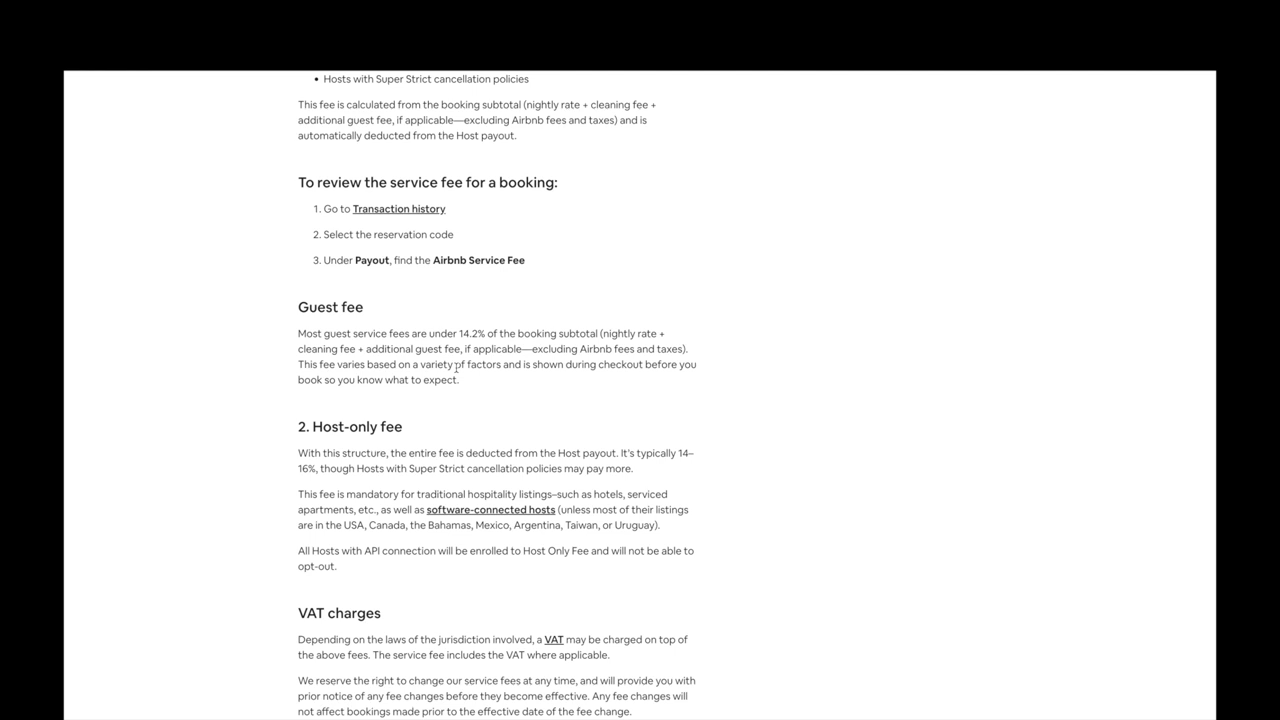 • Hosts with Super Strict cancellation policies
This fee is calculated from the booking subtotal (nightly rate + cleaning fee +
additional guest fee, if applicable—excluding Airbnb fees and taxes) and is
automatically deducted from the Host payout.
To review the service fee for a booking:
1. Go to Transaction history
2. Select the reservation code
3. Under Payout, find the Airbnb Service Fee
Guest fee
Most guest service fees are under 14.2% of the booking subtotal (nightly rate +
cleaning fee + additional guest fee, if applicable—excluding Airbnb fees and taxes).
This fee varies based on a variety of factors and is shown during checkout before you
book so you know what to expect.
2. Host-only fee
With this structure, the entire fee is deducted from the Host payout. It's typically 14–
16%, though Hosts with Super Strict cancellation policies may pay more.
This fee is mandatory for traditional hospitality listings–such as hotels, serviced
apartments, etc., as well as software-connected hosts (unless most of their listings
are in the USA, Canada, the Bahamas, Mexico, Argentina, Taiwan, or Uruguay).
All Hosts with API connection will be enrolled to Host Only Fee and will not be able to
opt-out.
VAT charges
Depending on the laws of the jurisdiction involved, a VAT may be charged on top of
the above fees. The service fee includes the VAT where applicable.
We reserve the right to change our service fees at any time, and will provide you with
prior notice of any fee changes before they become effective. Any fee changes will
not affect bookings made prior to the effective date of the fee change.